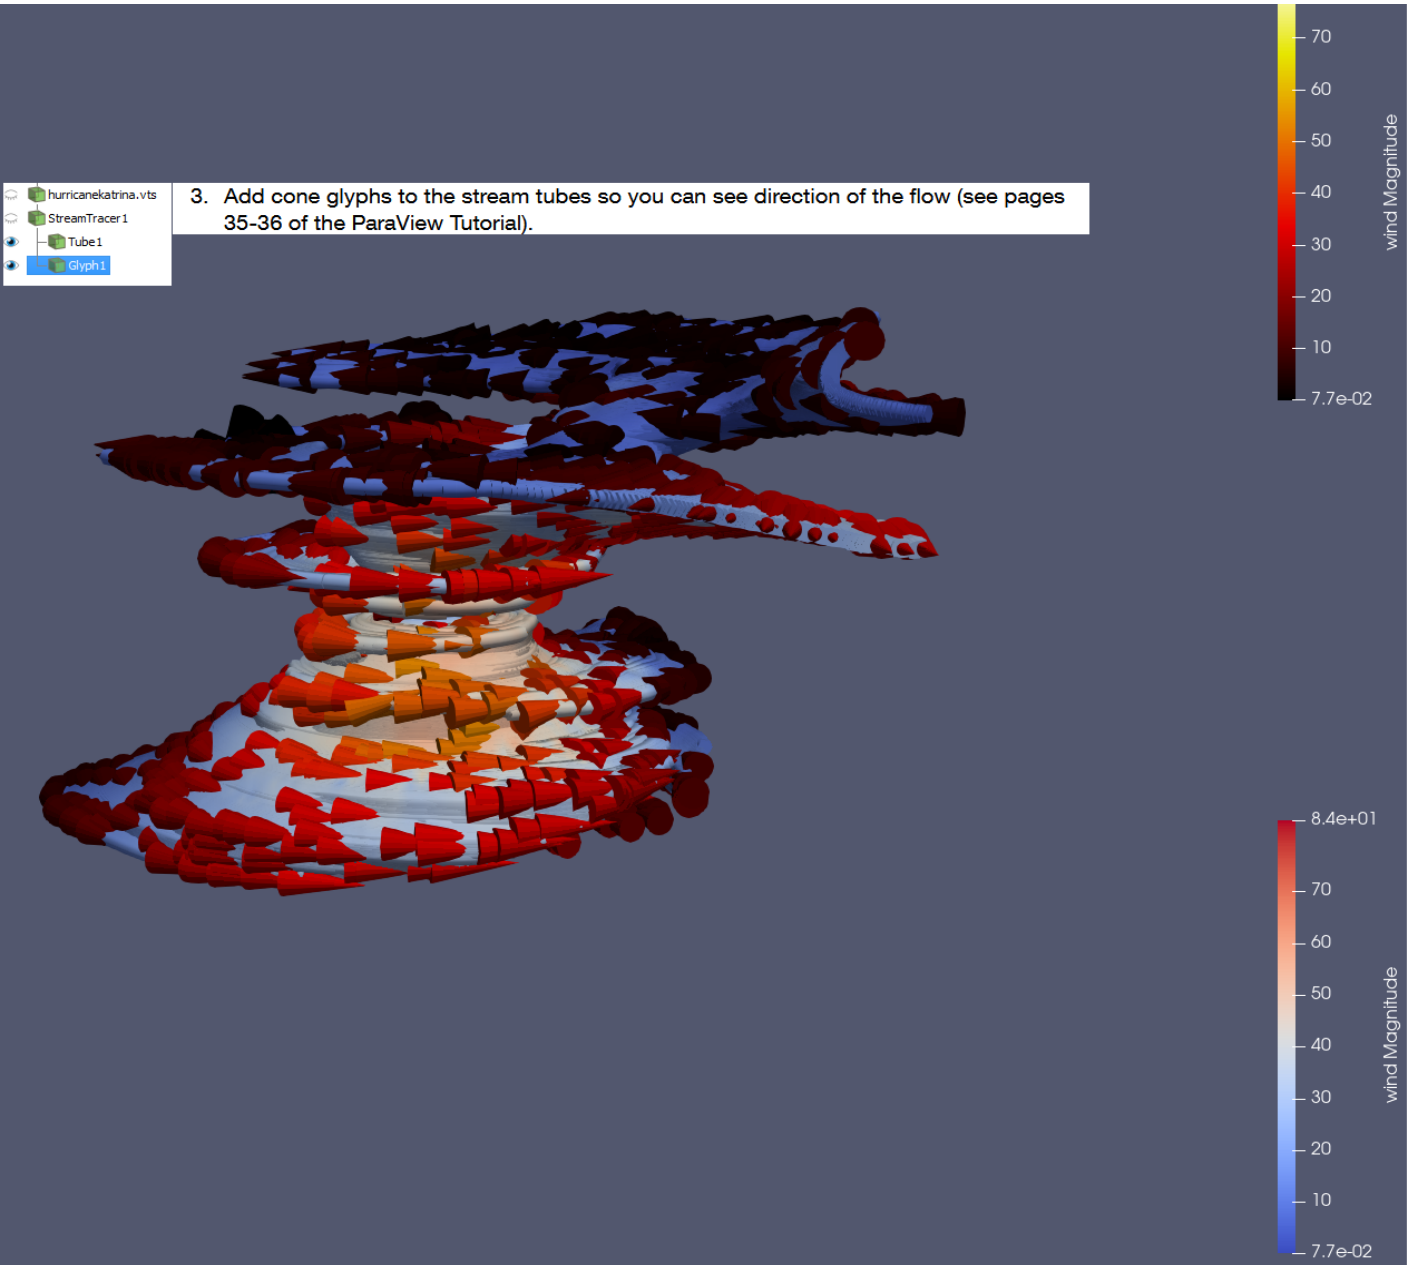 70
60
50
40
30
20
10
7.7e-02
wind Magnitude
hurricanekatrina.vts
StreamTracer1
Tube1
Glyph1
3. Add cone glyphs to the stream tubes so you can see direction of the flow (see pages
35-36 of the ParaView Tutorial).
8.4e+01
70
60
50
40
30
20
10
7.7e-02
wind Magnitude